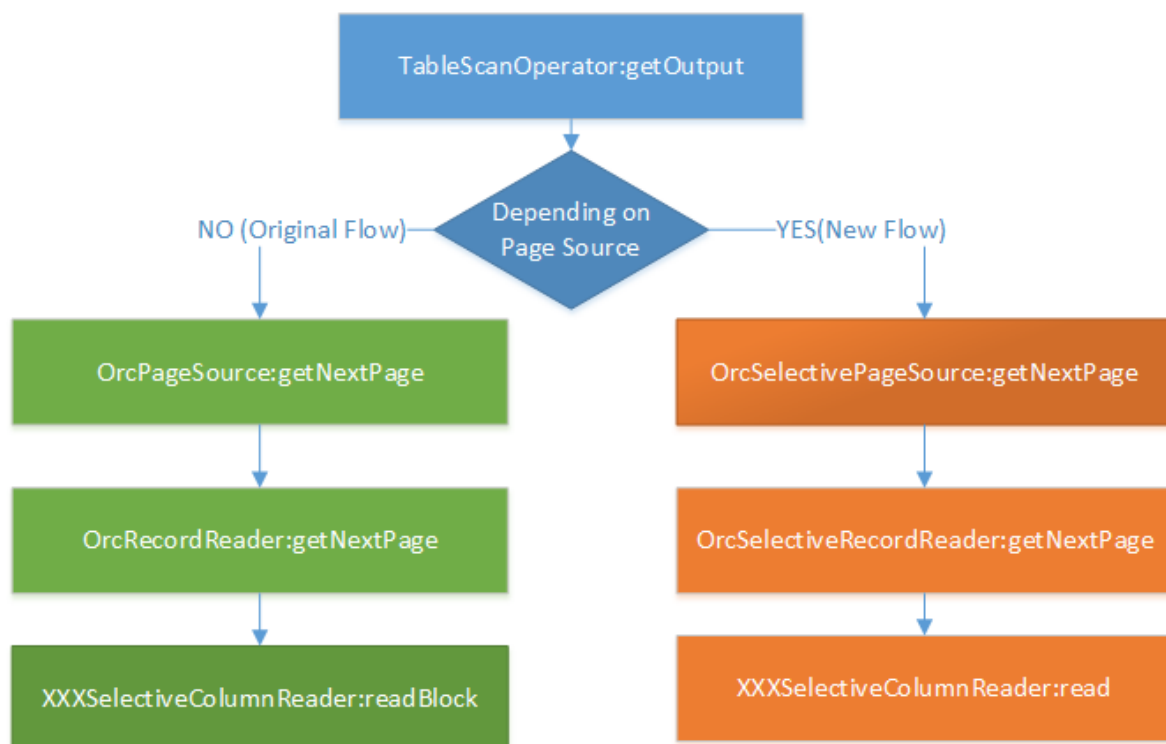 TableScanOperator:getOutput
Depending on
Page Source
NO (Original Flow)
YES(New Flow)
OrcPageSource:getNextPage
OrcSelectivePageSource:getNextPage
OrcRecordReader:getNextPage
OrcSelectiveRecordReader:getNextPage
XXXSelectiveColumnReader:readBlock
XXXSelectiveColumnReader:read